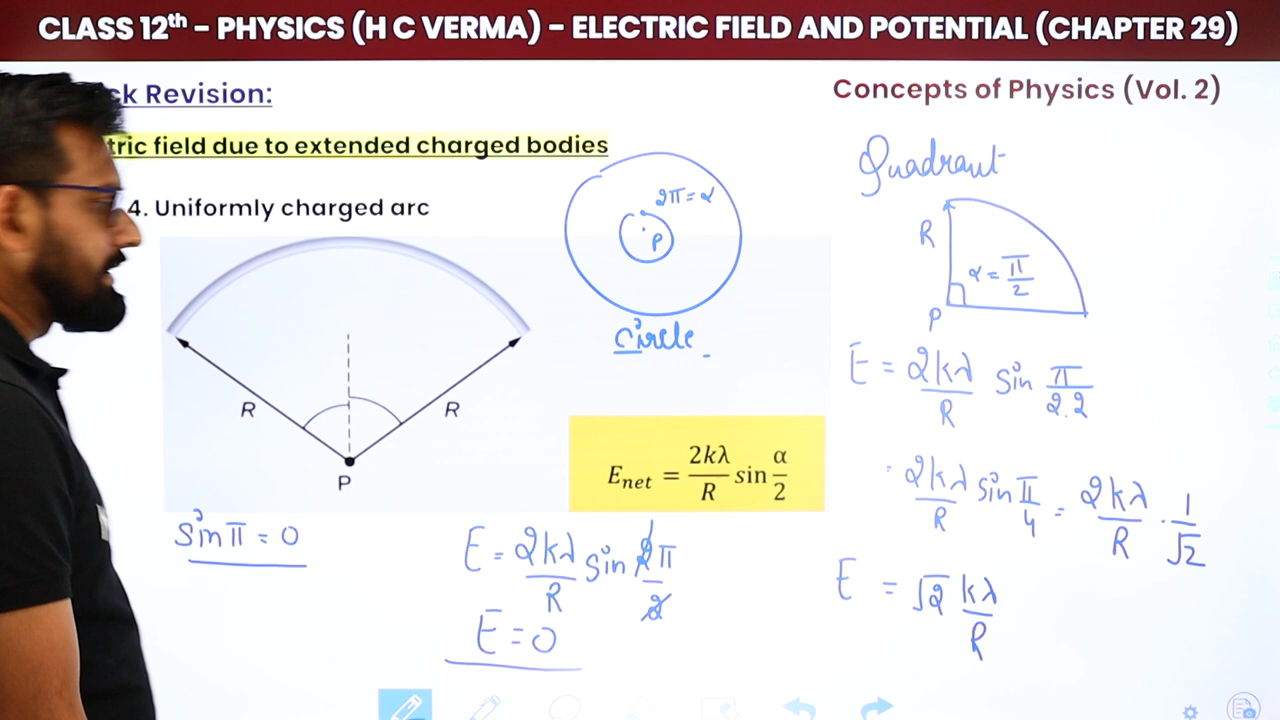 CLASS 12th – PHYSICS (H C VERMA) – ELECTRIC FIELD AND POTENTIAL (CHAPTER 29)
ck Revision:
Concepts of Physics (Vol. 2)
tric field due to extended charged bodies
4. Uniformly charged arc
R
R
P
2π = α
P
Circle
E_net = 2kλ/R sin α/2
sin π = 0
E = 2kλ/R sin 2π/2
E = 0
Quadrant
R
α = π/2
P
E = 2kλ/R sin π/2.2
= 2kλ/R sin π/4 = 2kλ/R · 1/√2
E = √2 kλ/R